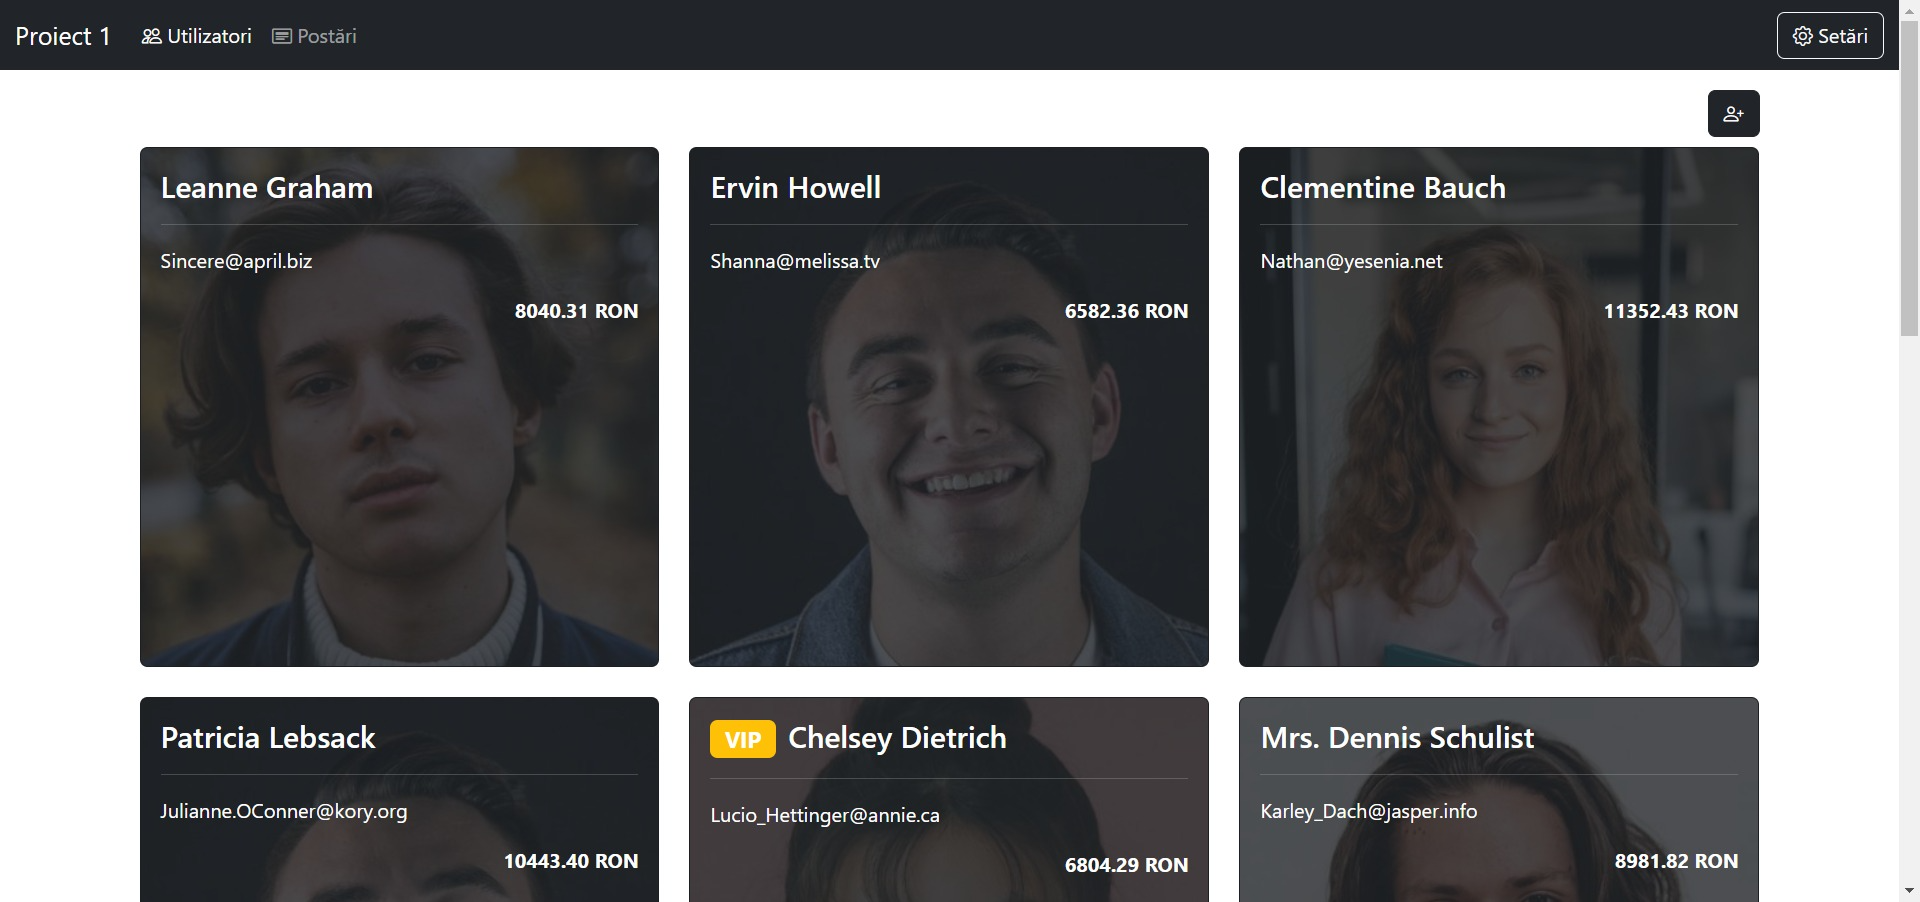 Proiect 1
Utilizatori
Postări
Setări
Leanne Graham
Sincere@april.biz
8040.31 RON
Ervin Howell
Shanna@melissa.tv
6582.36 RON
Clementine Bauch
Nathan@yesenia.net
11352.43 RON
Patricia Lebsack
Julianne.OConner@kory.org
10443.40 RON
VIP Chelsey Dietrich
Lucio_Hettinger@annie.ca
6804.29 RON
Mrs. Dennis Schulist
Karley_Dach@jasper.info
8981.82 RON